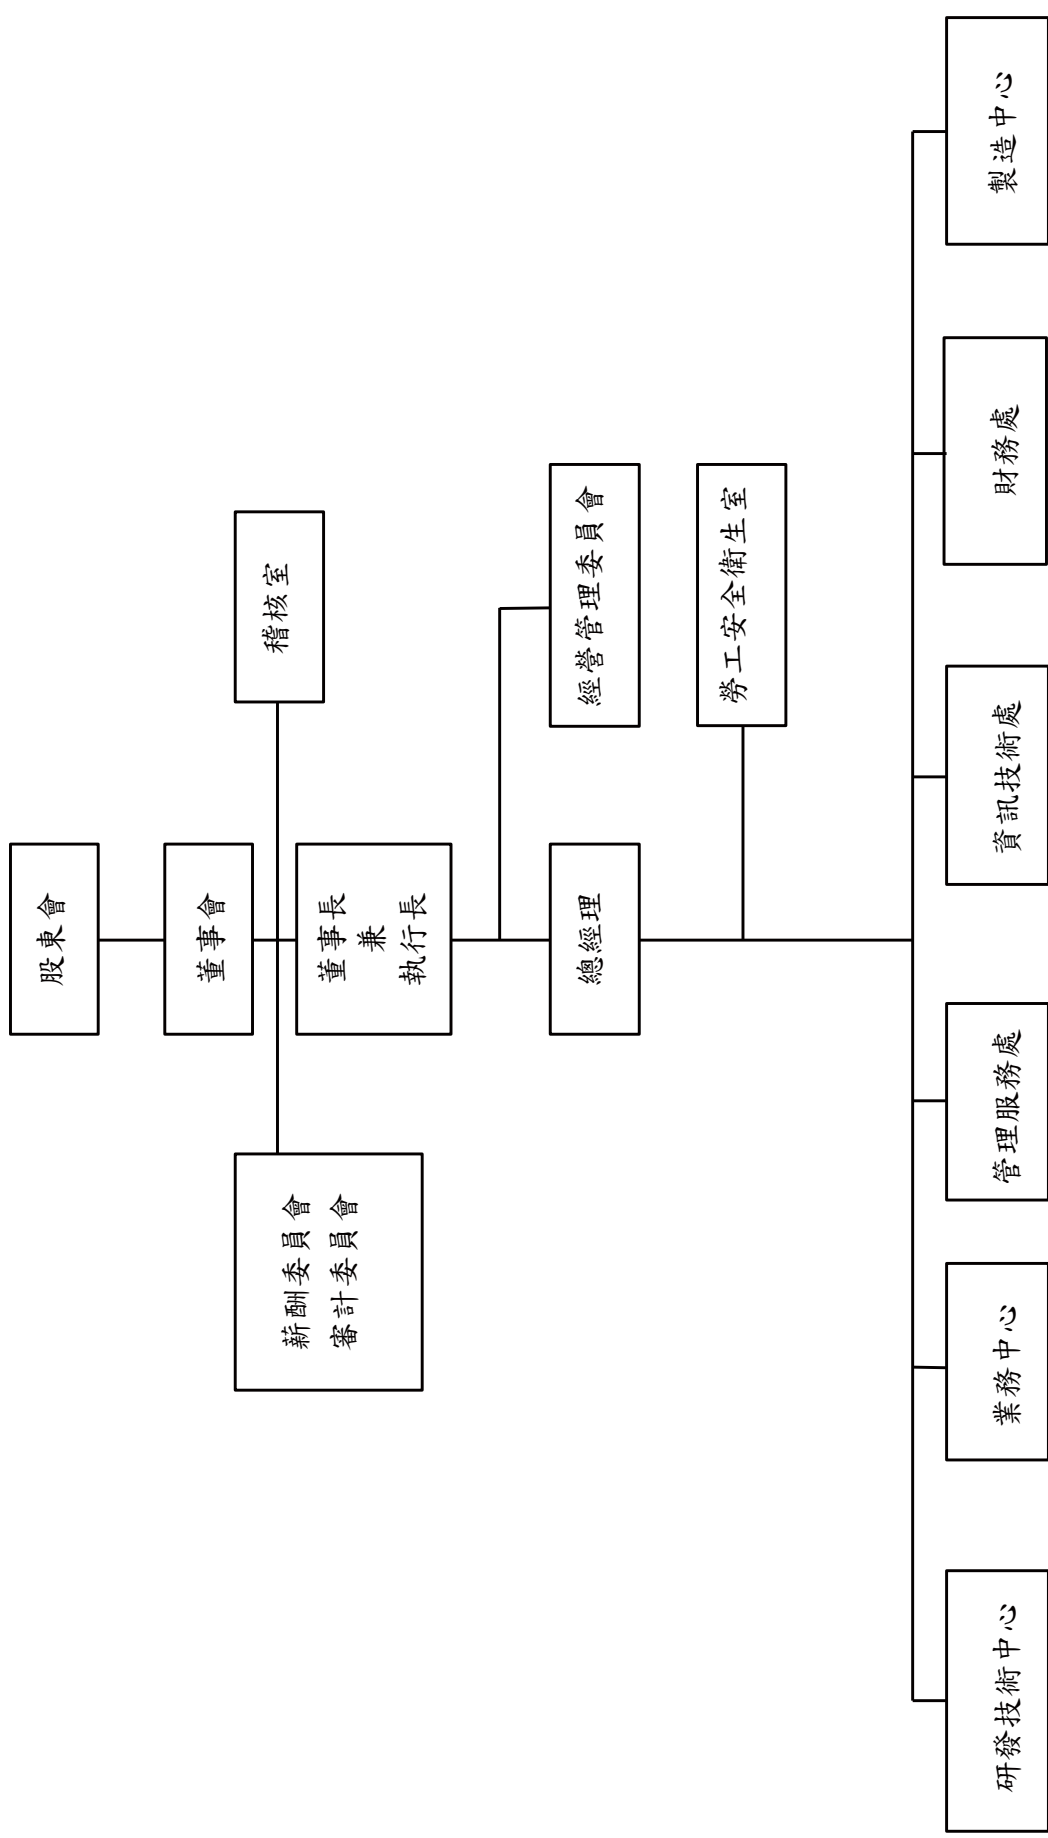 股東會
董事會
薪酬委員會
審計委員會
稽核室
董事長
兼
執行長
總經理
經營管理委員會
勞工安全衛生室
研發技術中心
業務中心
管理服務處
資訊技術處
財務處
製造中心